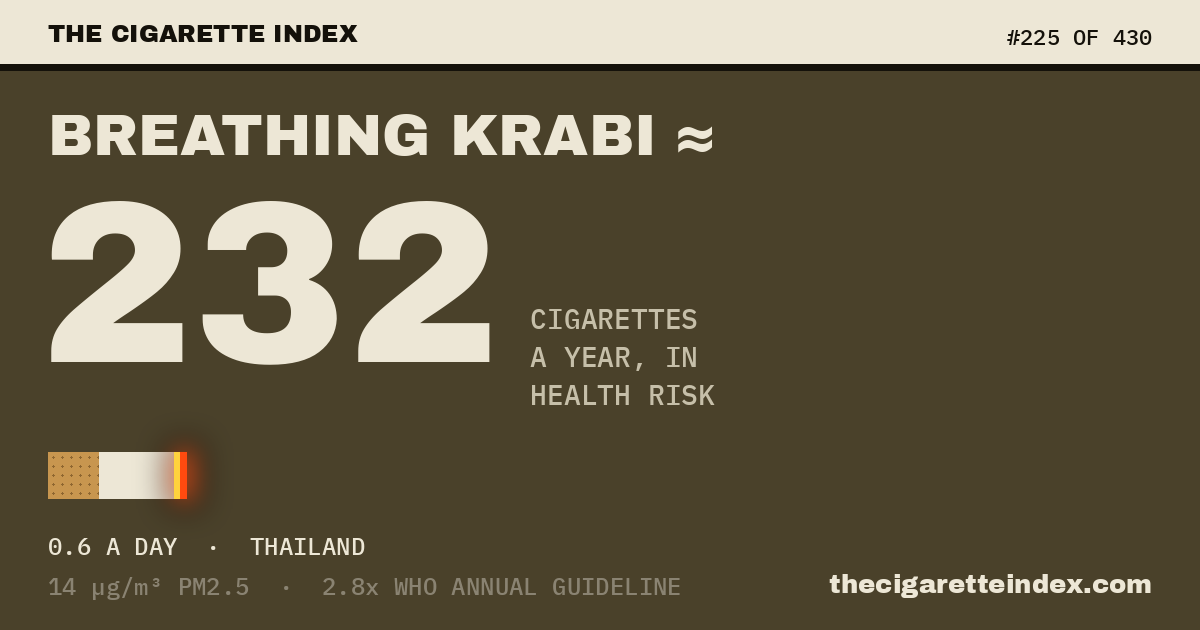 THE CIGARETTE INDEX
#225 OF 430
BREATHING KRABI ≈
232
CIGARETTES
A YEAR, IN
HEALTH RISK
0.6 A DAY · THAILAND
14 µg/m³ PM2.5 · 2.8x WHO ANNUAL GUIDELINE
thecigaretteindex.com